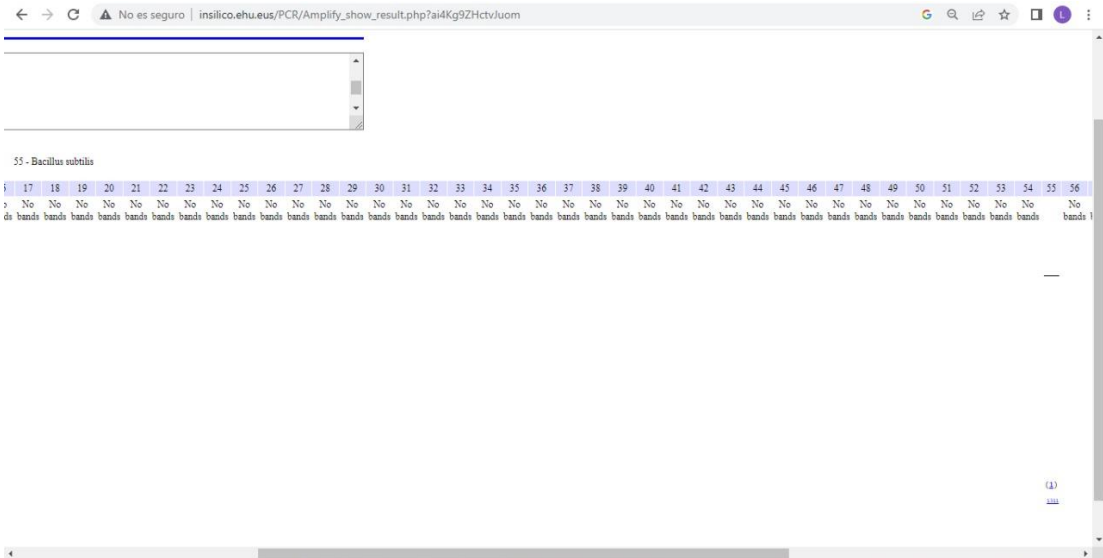 No es seguro | insilico.ehu.eus/PCR/Amplify_show_result.php?ai4Kg9ZHctvJuom
G
L
55 - Bacillus subtilis
17 18 19 20 21 22 23 24 25 26 27 28 29 30 31 32 33 34 35 36 37 38 39 40 41 42 43 44 45 46 47 48 49 50 51 52 53 54 55 56
No No No No No No No No No No No No No No No No No No No No No No No No No No No No No No No No No No No No No No No
ds bands bands bands bands bands bands bands bands bands bands bands bands bands bands bands bands bands bands bands bands bands bands bands bands bands bands bands bands bands bands bands bands bands bands bands bands bands bands bands
(1)